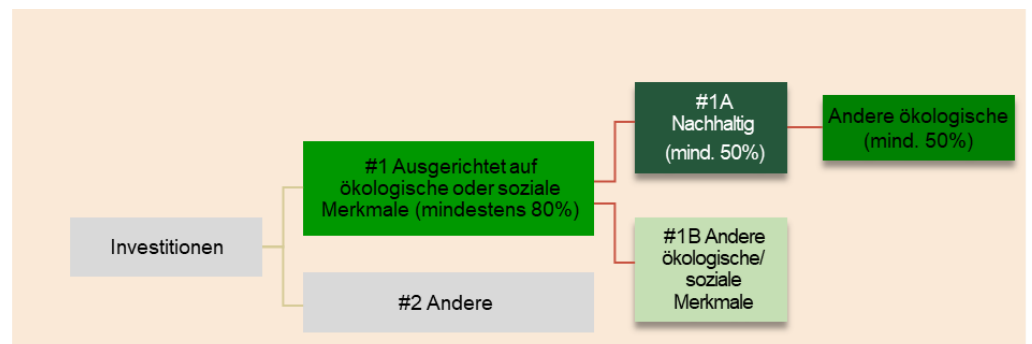 Investitionen
#1 Ausgerichtet auf
ökologische oder soziale
Merkmale (mindestens 80%)
#2 Andere
#1A
Nachhaltig
(mind. 50%)
#1B Andere
ökologische/
soziale
Merkmale
Andere ökologische
(mind. 50%)